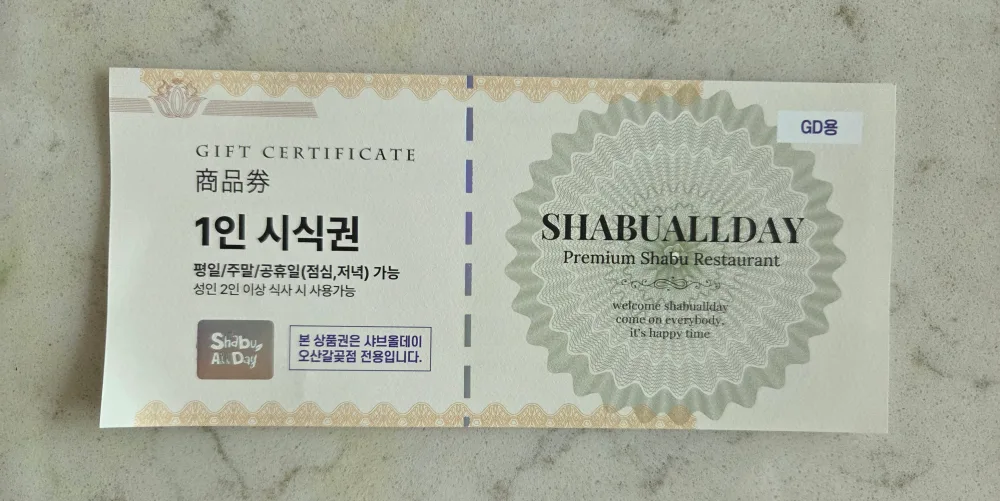 GIFT CERTIFICATE
商品券
1인 시식권
평일/주말/공휴일(점심,저녁) 가능
성인 2인 이상 식사 시 사용가능
Shabu
All Day
본 상품권은 샤브올데이
오산갈곶점 전용입니다.
GD용
SHABUALLDAY
Premium Shabu Restaurant
welcome shabuallday
come on everybody,
it's happy time